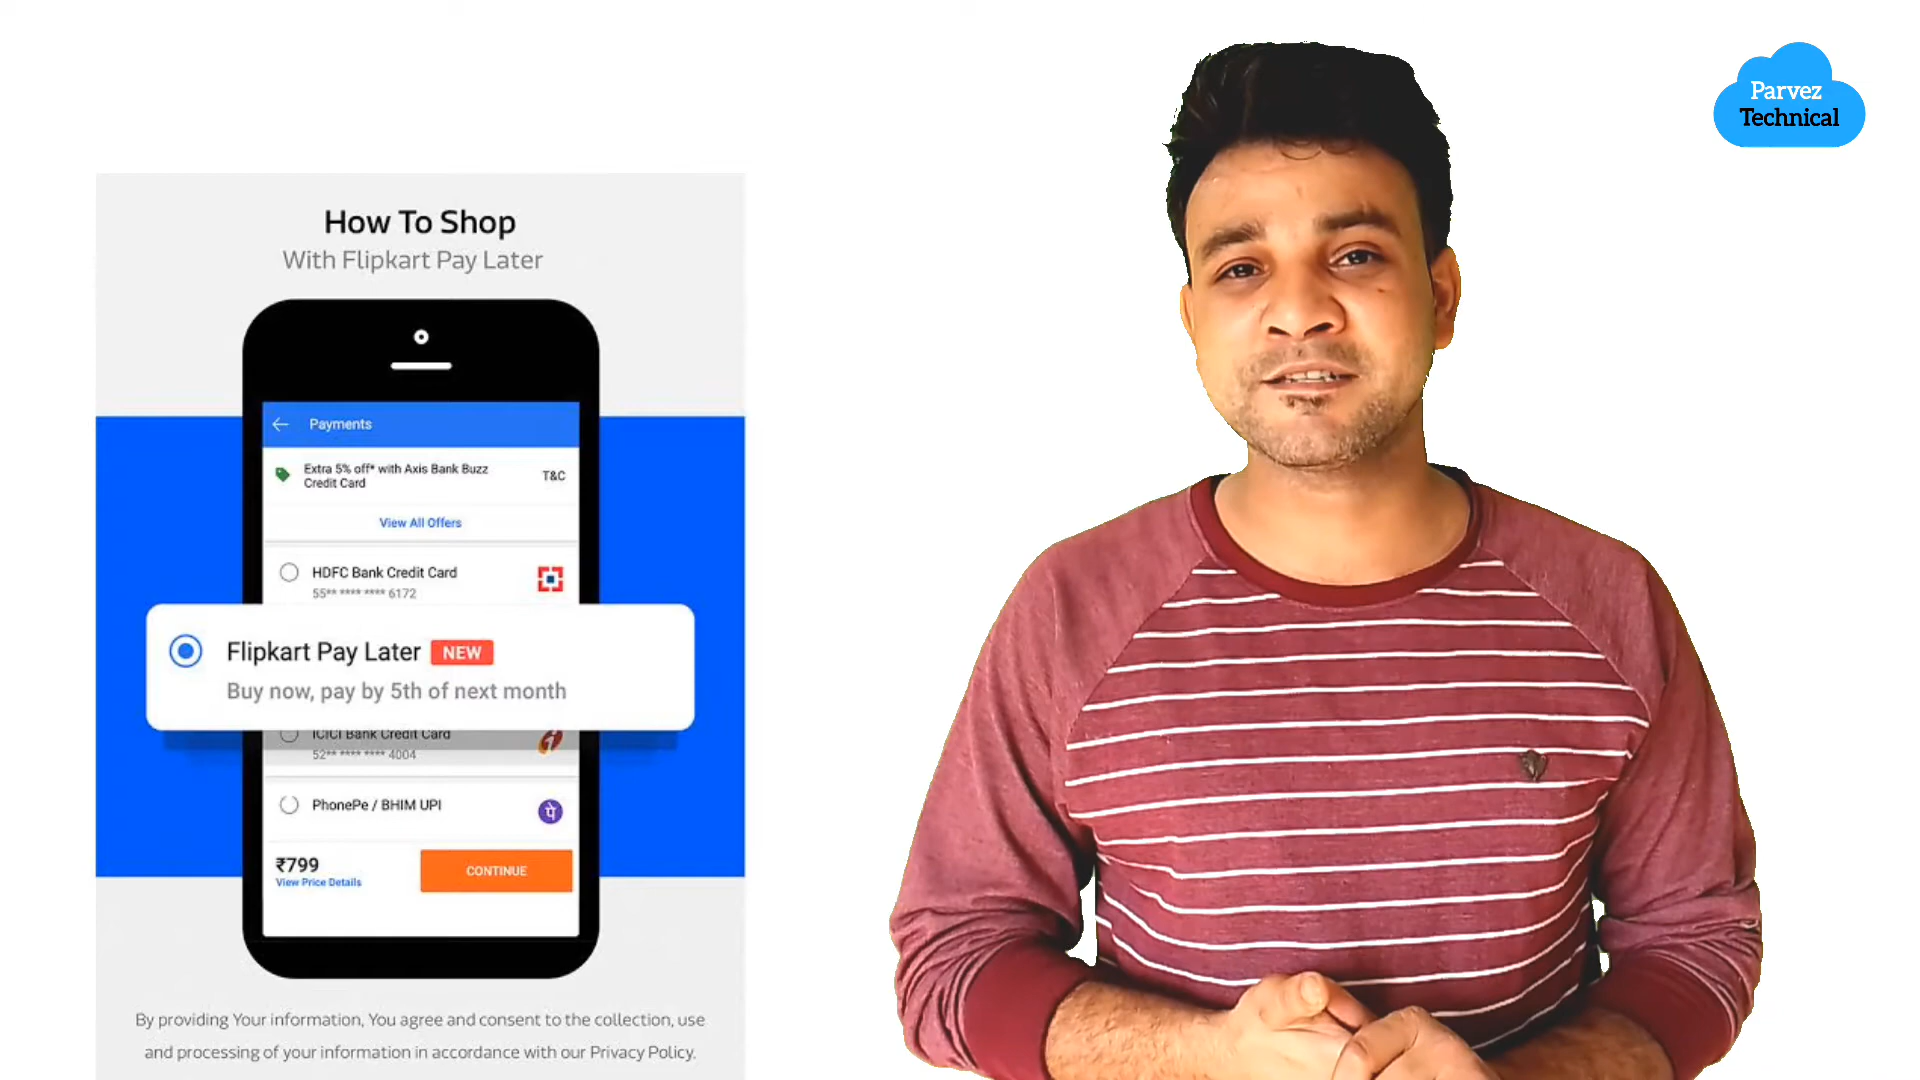 Parvez
Technical
How To Shop
With Flipkart Pay Later
Payments
Extra 5% off* with Axis Bank Buzz
Credit Card
T&C
View All Offers
HDFC Bank Credit Card
55** **** **** 6172
Flipkart Pay Later NEW
Buy now, pay by 5th of next month
ICICI Bank Credit Card
52** **** **** 4004
PhonePe / BHIM UPI
पे
₹799
View Price Details
CONTINUE
By providing Your information, You agree and consent to the collection, use
and processing of your information in accordance with our Privacy Policy.